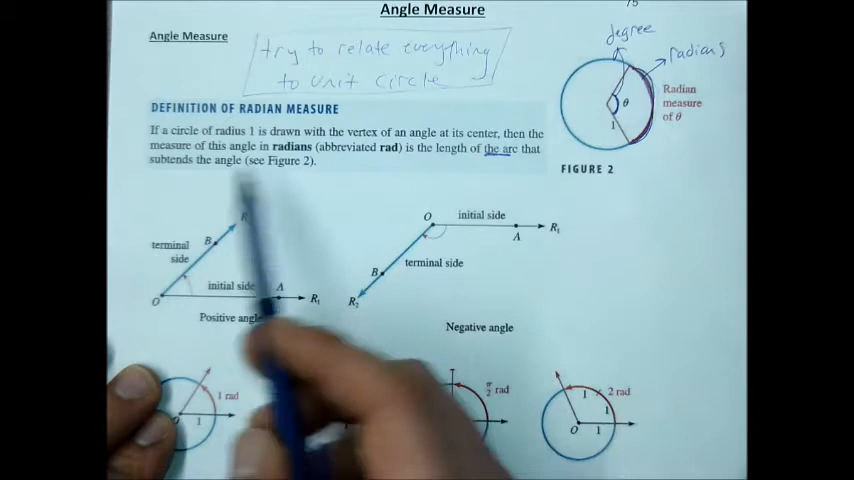 Angle Measure
Angle Measure
try to relate everything
to unit circle
degree
radians
Radian
measure
of θ
θ
1
FIGURE 2
DEFINITION OF RADIAN MEASURE
If a circle of radius 1 is drawn with the vertex of an angle at its center, then the
measure of this angle in radians (abbreviated rad) is the length of the arc that
subtends the angle (see Figure 2).
terminal
side
B
O
initial side
A
R₁
Positive angle
O
initial side
A
R₁
B
terminal side
R₂
Negative angle
1 rad
1
π/2 rad
1
2 rad
1
O
1